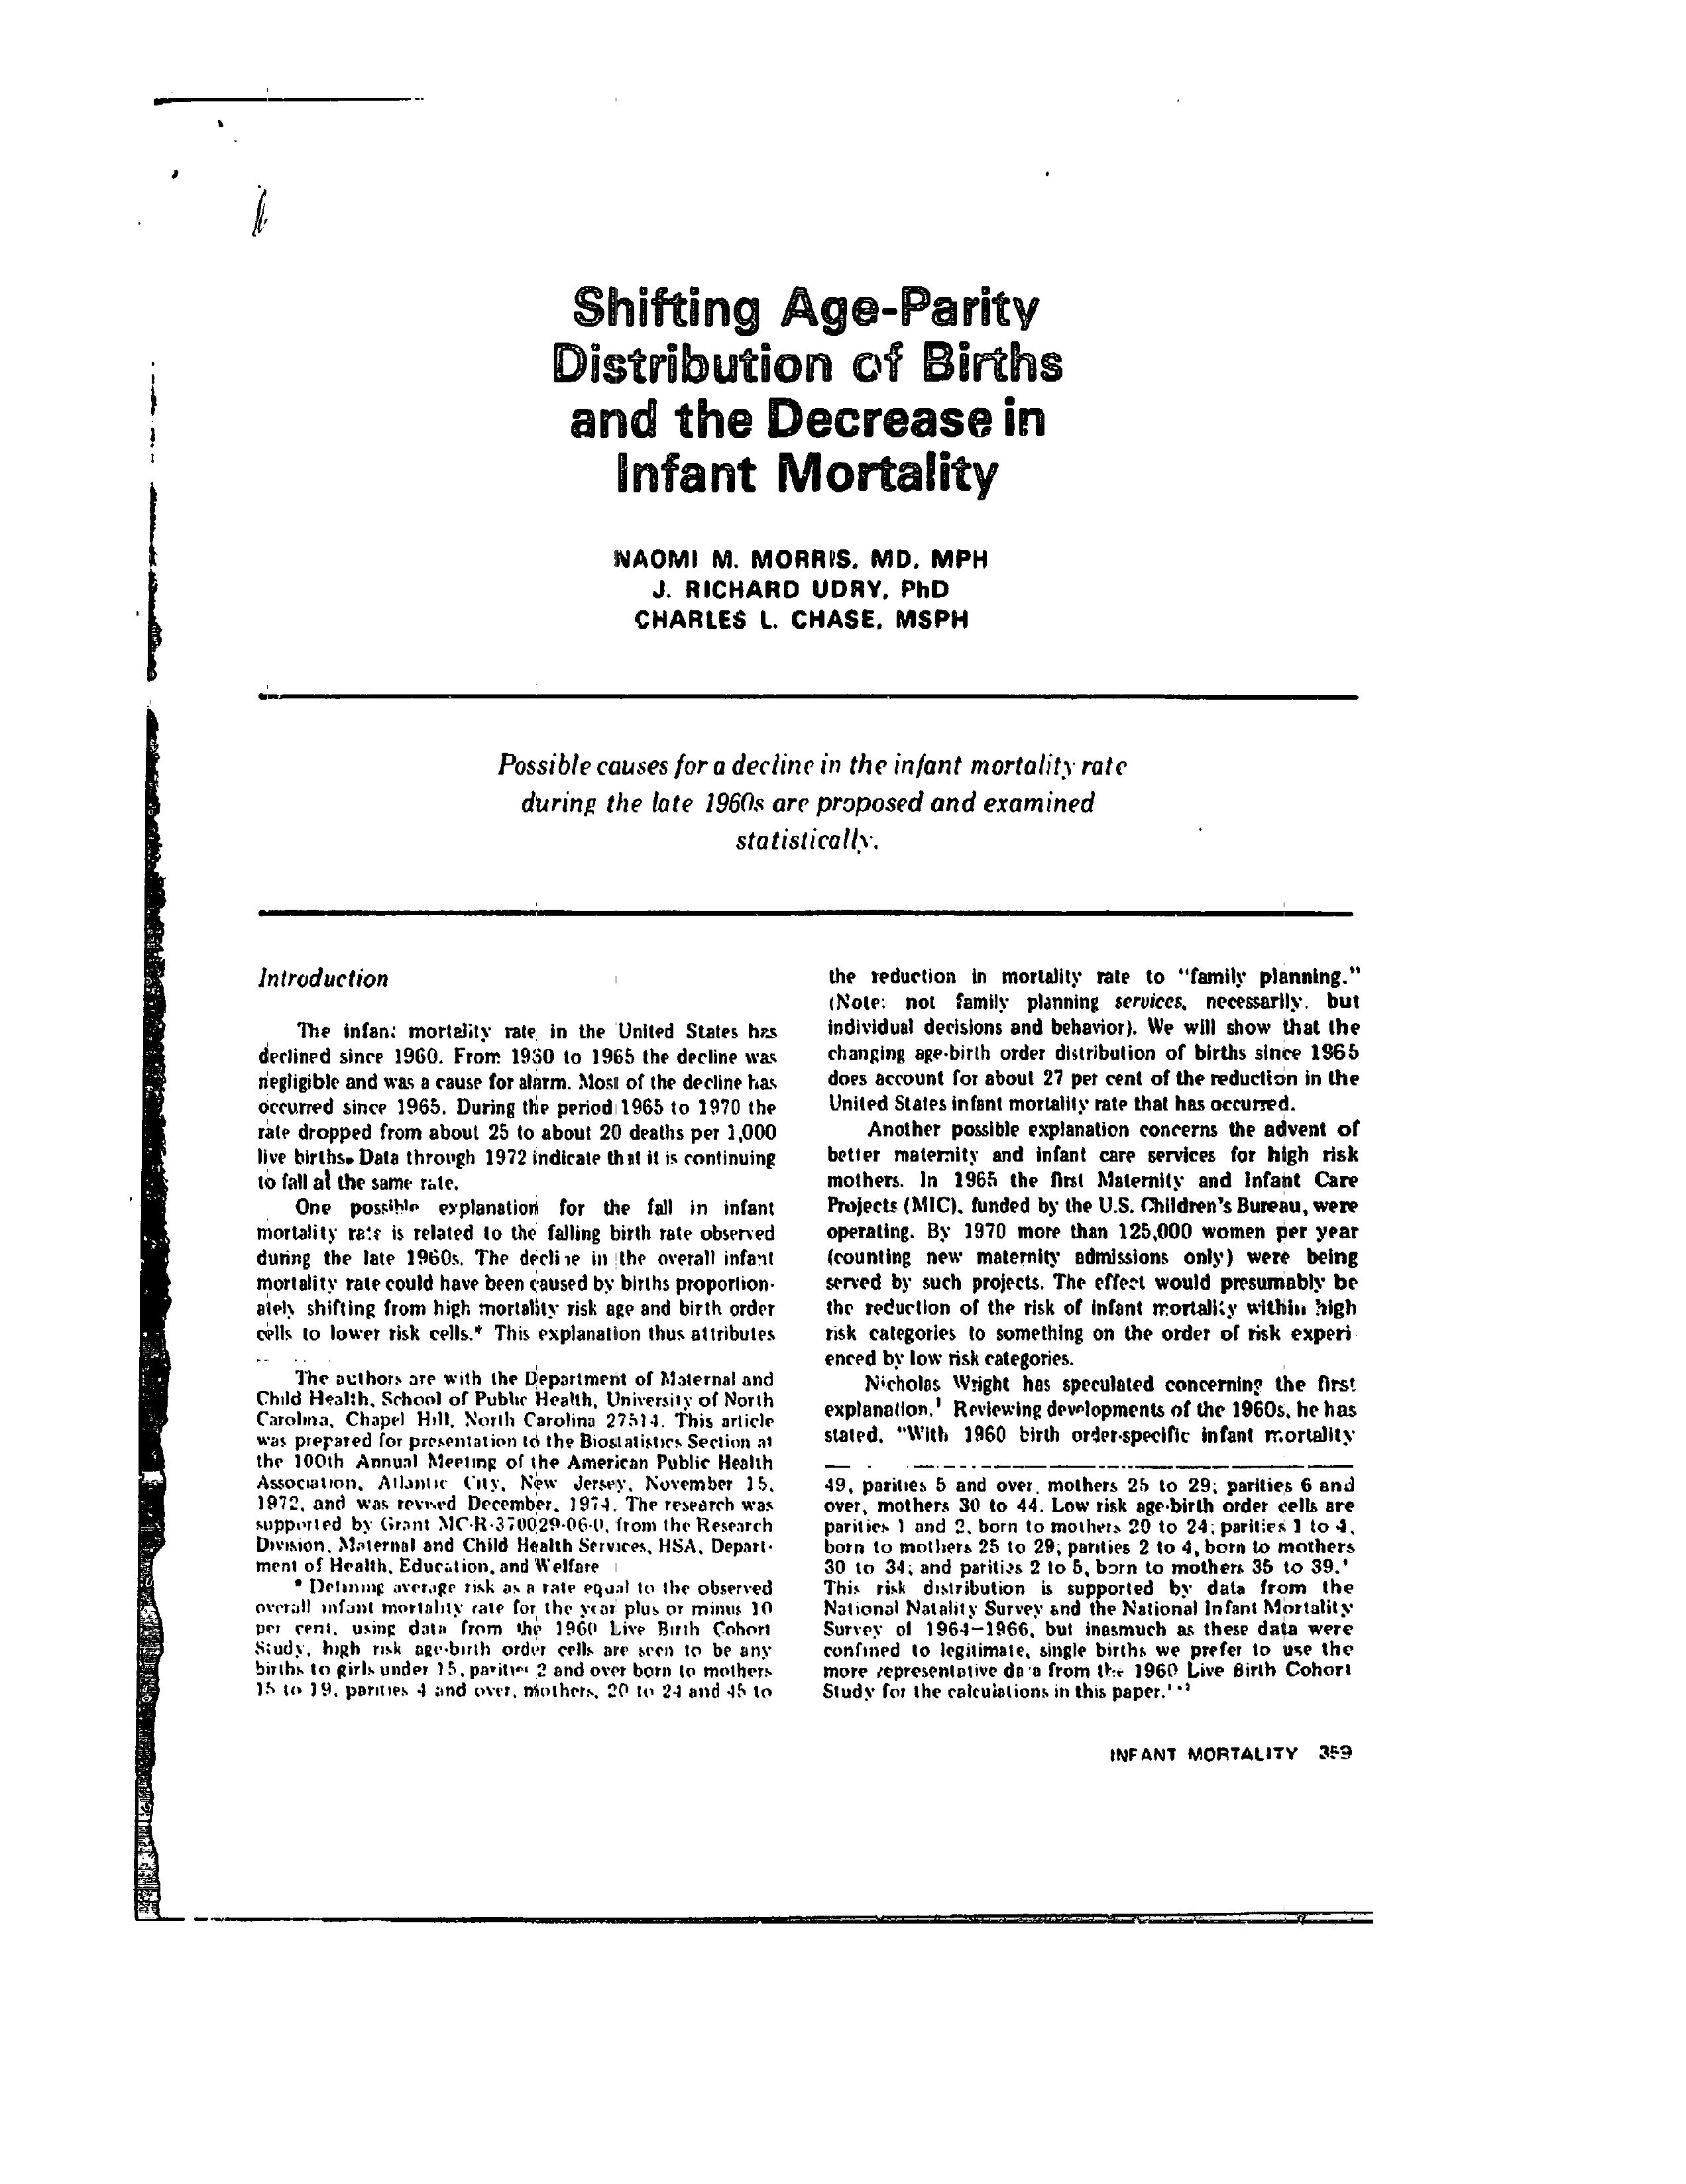 Shifting Age-Parity
Distribution of Births
and the Decrease in
Infant Mortality
NAOMI M. MORRIS, MD, MPH
J. RICHARD UDRY, PhD
CHARLES L. CHASE, MSPH
Possible causes for a decline in the infant mortality rate
during the late 1960s are proposed and examined
statistically.
Introduction
The infant mortality rate in the United States has
declined since 1960. From 1960 to 1965 the decline was
negligible and was a cause for alarm. Most of the decline has
occurred since 1965. During the period 1965 to 1970 the
rate dropped from about 25 to about 20 deaths per 1,000
live births. Data through 1972 indicate that it is continuing
to fall at the same rate.
One possible explanation for the fall in infant
mortality rate is related to the falling birth rate observed
during the late 1960s. The decline in the overall infant
mortality rate could have been caused by births proportion-
ately shifting from high mortality risk age and birth order
cells to lower risk cells.* This explanation thus attributes
The authors are with the Department of Maternal and
Child Health, School of Public Health, University of North
Carolina, Chapel Hill, North Carolina 27514. This article
was prepared for presentation to the Biostatistics Section at
the 100th Annual Meeting of the American Public Health
Association, Atlantic City, New Jersey, November 15,
1972, and was revised December, 1974. The research was
supported by Grant MC-R-370029-06-0, from the Research
Division, Maternal and Child Health Services, HSA, Depart-
ment of Health, Education, and Welfare
* Defining average risk as a rate equal to the observed
overall infant mortality rate for the year plus or minus 10
per cent, using data from the 1960 Live Birth Cohort
Study, high risk age-birth order cells are seen to be any
births to girls under 15, parities 2 and over born to mothers
15 to 19, parities 4 and over, mothers, 20 to 24 and 45 to
the reduction in mortality rate to "family planning."
(Note: not family planning services, necessarily, but
individual decisions and behavior). We will show that the
changing age-birth order distribution of births since 1965
does account for about 27 per cent of the reduction in the
United States infant mortality rate that has occurred.
Another possible explanation concerns the advent of
better maternity and infant care services for high risk
mothers. In 1965 the first Maternity and Infant Care
Projects (MIC), funded by the U.S. Children's Bureau, were
operating. By 1970 more than 125,000 women per year
(counting new maternity admissions only) were being
served by such projects. The effect would presumably be
the reduction of the risk of infant mortality within high
risk categories to something on the order of risk experi
enced by low risk categories.
Nicholas Wright has speculated concerning the first
explanation.¹ Reviewing developments of the 1960s, he has
stated, "With 1960 birth order-specific infant mortality
49, parities 5 and over, mothers 25 to 29; parities 6 and
over, mothers 30 to 44. Low risk age-birth order cells are
parities 1 and 2, born to mothers 20 to 24; parities 1 to 4,
born to mothers 25 to 29; parities 2 to 4, born to mothers
30 to 34; and parities 2 to 5, born to mothers 35 to 39.¹
This risk distribution is supported by data from the
National Natality Survey and the National Infant Mortality
Survey of 1964–1966, but inasmuch as these data were
confined to legitimate, single births we prefer to use the
more representative data from the 1960 Live Birth Cohort
Study for the calculations in this paper.
INFANT MORTALITY 359